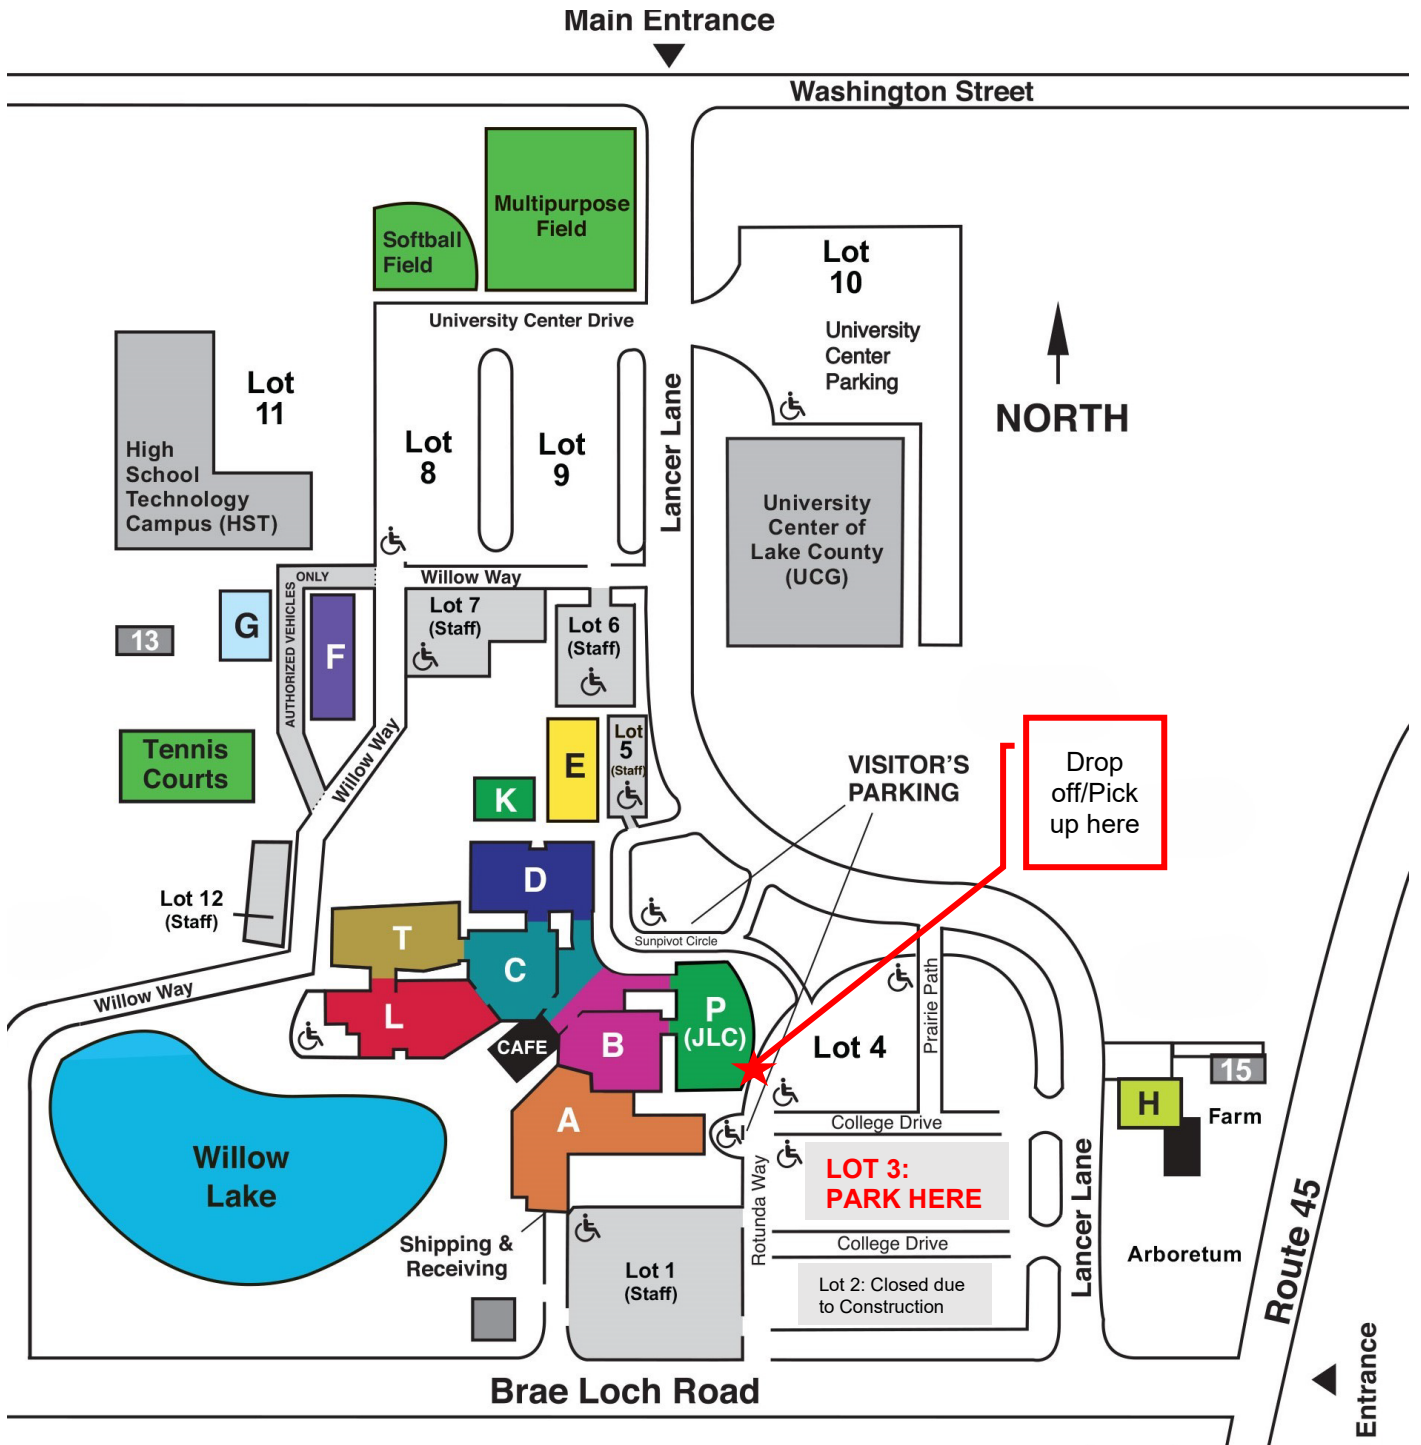 Main Entrance
Washington Street
Multipurpose
Field
Softball
Field
Lot
10
University Center Drive
University
Center
Parking
Lot
11
Lancer Lane
NORTH
Lot
8
Lot
9
High
School
Technology
Campus (HST)
University
Center of
Lake County
(UCG)
ONLY
Willow Way
AUTHORIZED VEHICLES
Lot 7
(Staff)
Lot 6
(Staff)
G
13
F
Lot
5
(Staff)
Tennis
Courts
Willow Way
E
K
VISITOR'S
PARKING
Drop
off/Pick
up here
D
Lot 12
(Staff)
T
Sunpivot Circle
C
Willow Way
L
CAFE
B
P
(JLC)
Lot 4
Prairie Path
15
H
Farm
A
College Drive
Willow
Lake
LOT 3:
PARK HERE
Rotunda Way
Lancer Lane
Shipping &
Receiving
College Drive
Arboretum
Route 45
Lot 1
(Staff)
Lot 2: Closed due
to Construction
Brae Loch Road
Entrance